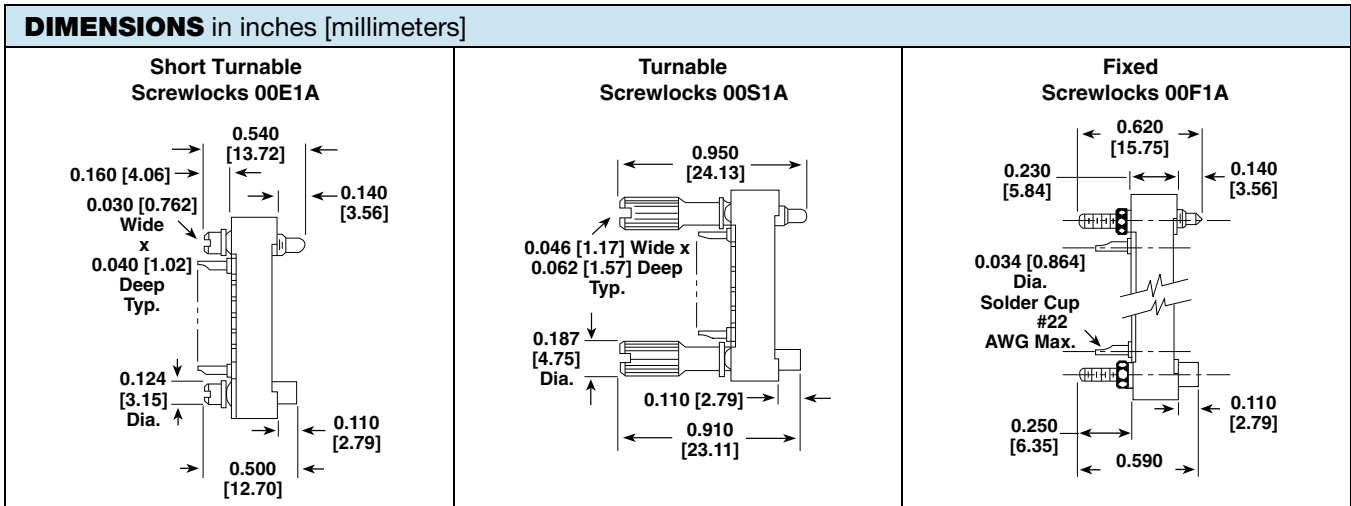 DIMENSIONS in inches [millimeters]
Short Turnable
Screwlocks 00E1A
0.540
[13.72]
0.160 [4.06]
0.140
[3.56]
0.030 [0.762]
Wide
x
0.040 [1.02]
Deep
Typ.
0.124
[3.15]
Dia.
0.110
[2.79]
0.500
[12.70]
Turnable
Screwlocks 00S1A
0.950
[24.13]
0.046 [1.17] Wide x
0.062 [1.57] Deep
Typ.
0.187
[4.75]
Dia.
0.110 [2.79]
0.910
[23.11]
Fixed
Screwlocks 00F1A
0.620
[15.75]
0.230
[5.84]
0.140
[3.56]
0.034 [0.864]
Dia.
Solder Cup
#22
AWG Max.
0.110
[2.79]
0.250
[6.35]
0.590